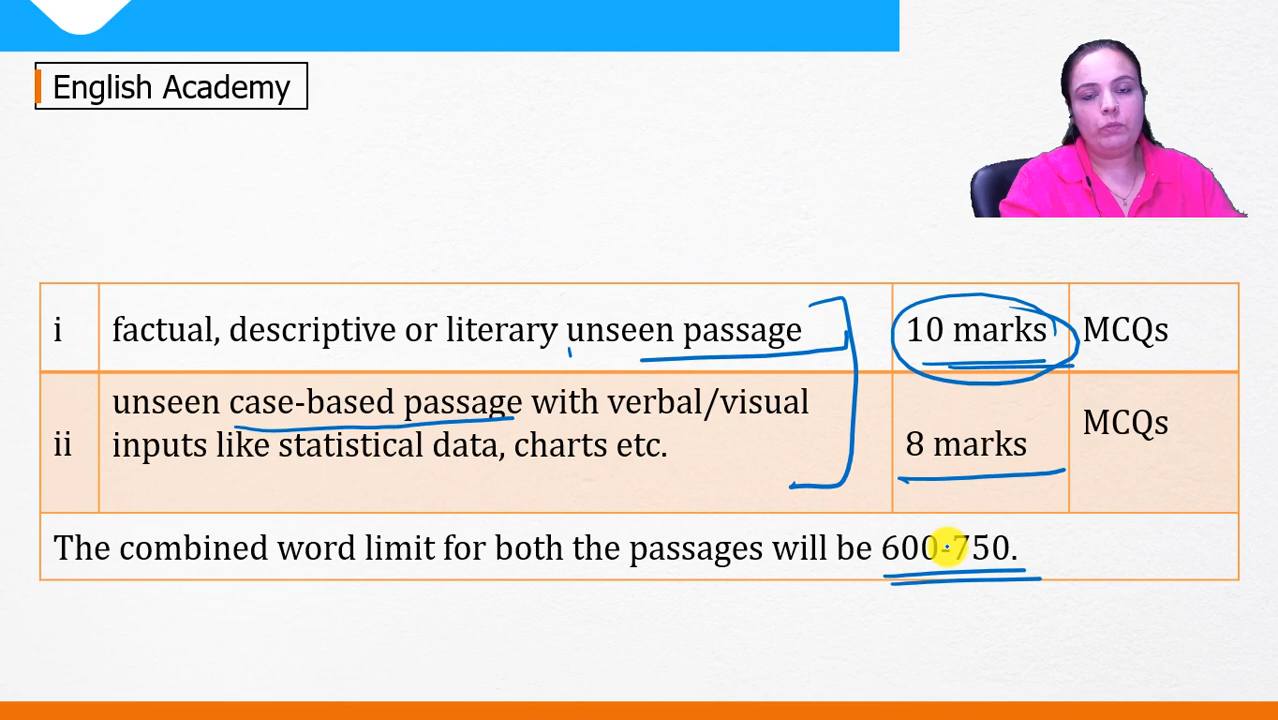 English Academy
i factual, descriptive or literary unseen passage 10 marks MCQs
unseen case-based passage with verbal/visual
ii inputs like statistical data, charts etc. 8 marks MCQs
The combined word limit for both the passages will be 600-750.